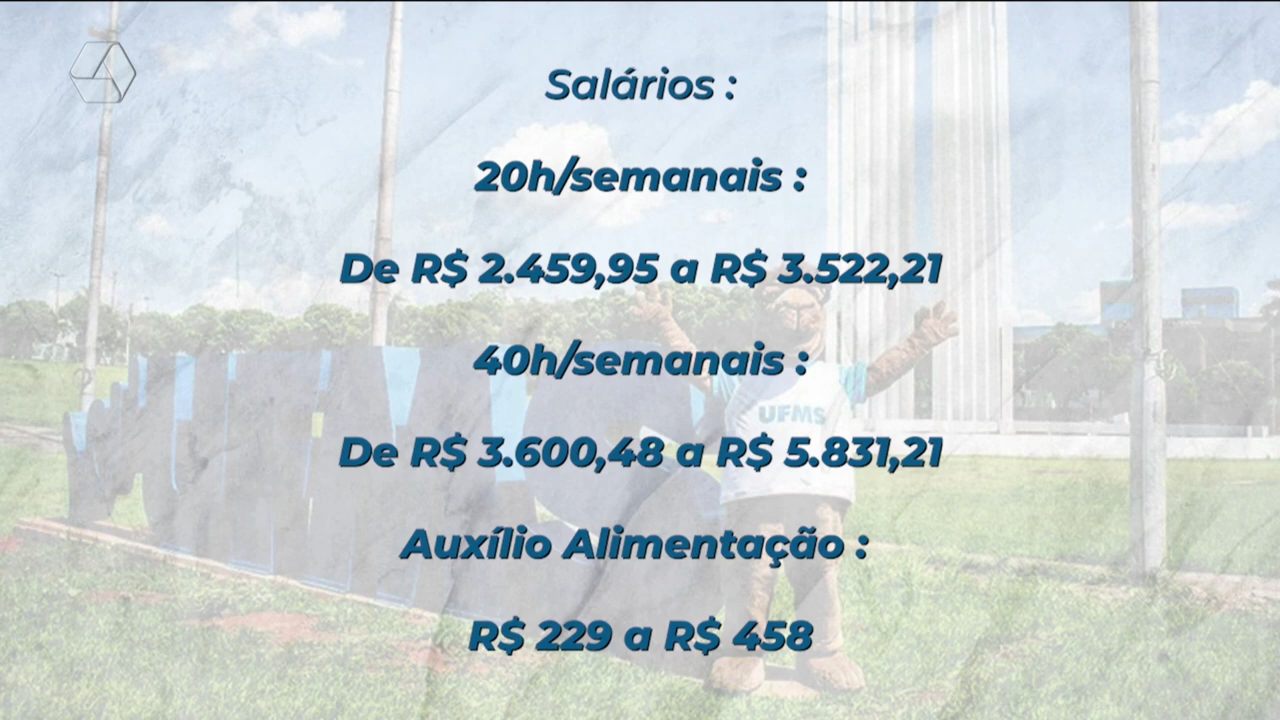 Salários :
20h/semanais :
De R$ 2.459,95 a R$ 3.522,21
40h/semanais :
De R$ 3.600,48 a R$ 5.831,21
UFMS
Auxílio Alimentação :
R$ 229 a R$ 458